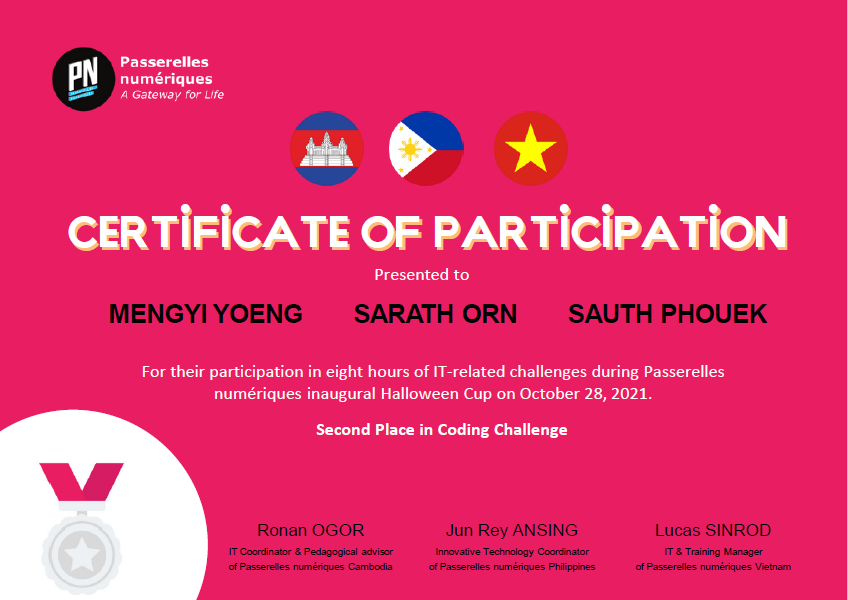 PN
Passerelles
numériques
A Gateway for Life
CERTIFICATE OF PARTICIPATION
Presented to
MENGYI YOENG SARATH ORN SAUTH PHOUEK
For their participation in eight hours of IT-related challenges during Passerelles
numériques inaugural Halloween Cup on October 28, 2021.
Second Place in Coding Challenge
Ronan OGOR Jun Rey ANSING Lucas SINROD
IT Coordinator & Pedagogical advisor Innovative Technology Coordinator IT & Training Manager
of Passerelles numériques Cambodia of Passerelles numériques Philippines of Passerelles numériques Vietnam